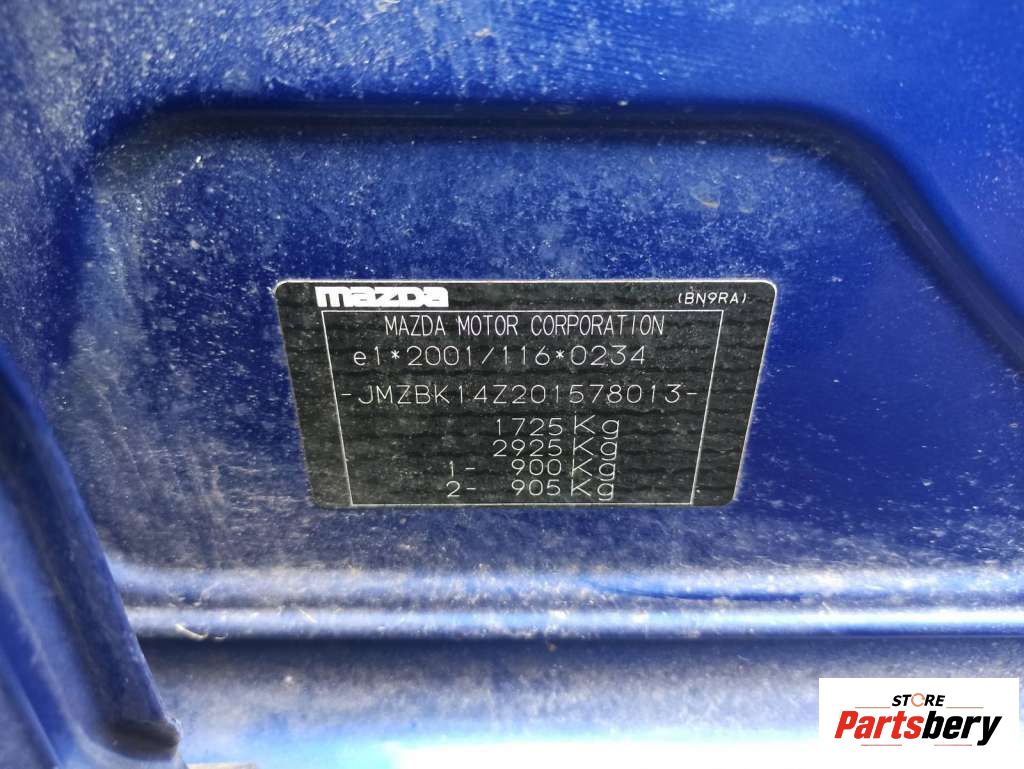 mazda (BN9RA)
MAZDA MOTOR CORPORATION
e1*2001/116*0234
-JMZBK14Z201578013-
1725 Kg
2925 Kg
1- 900 Kg
2- 905 Kg
STORE
Partsbery